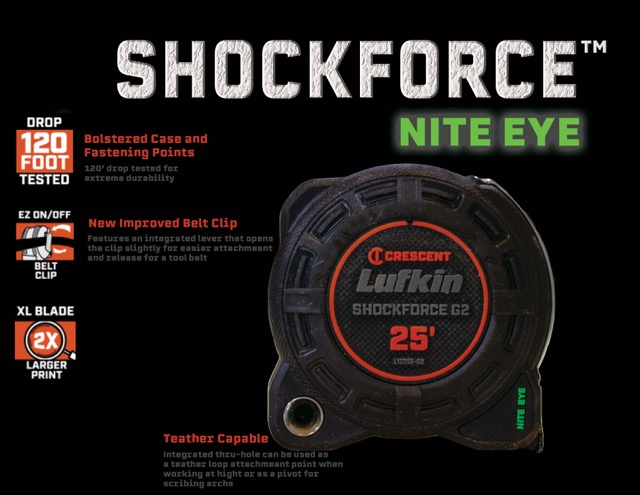 SHOCKFORCE™
NITE EYE
DROP
120
FOOT
TESTED
Bolstered Case and
Fastening Points
120' drop tested for
extreme durability
EZ ON/OFF
BELT
CLIP
New Improved Belt Clip
Features an integrated lever that opens
the clip slightly for easier attachment
and release for a tool belt
XL BLADE
2X
LARGER
PRINT
CRESCENT
Lufkin
SHOCKFORCE G2
25'
NITE EYE
Teather Capable
Integrated thru-hole can be used as
a teather loop attachment point when
working at hight or as a pivot for
scribing archs